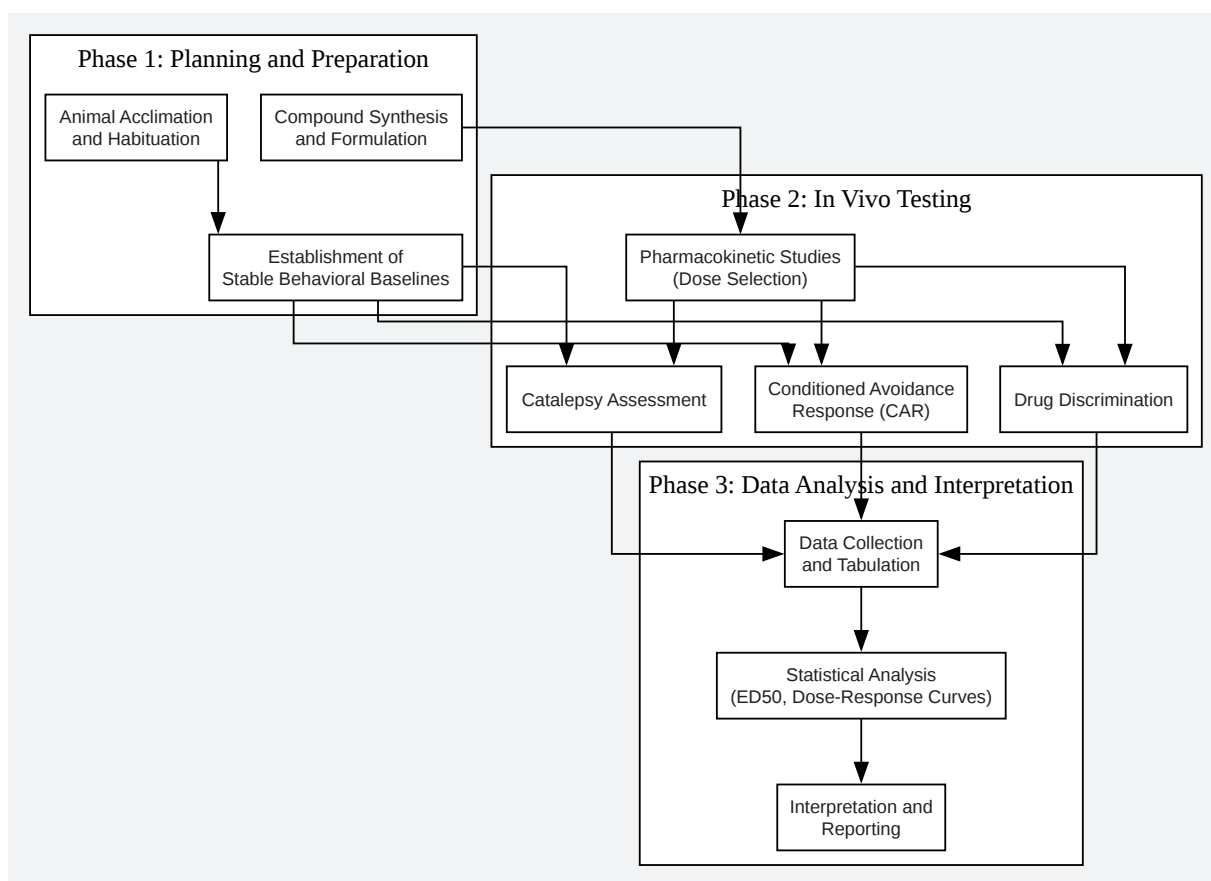 Phase 1: Planning and Preparation
Animal Acclimation
and Habituation
Compound Synthesis
and Formulation
Establishment of
Stable Behavioral Baselines
Phase 2: In Vivo Testing
Pharmacokinetic Studies
(Dose Selection)
Catalepsy Assessment
Conditioned Avoidance
Response (CAR)
Drug Discrimination
Phase 3: Data Analysis and Interpretation
Data Collection
and Tabulation
Statistical Analysis
(ED50, Dose-Response Curves)
Interpretation and
Reporting